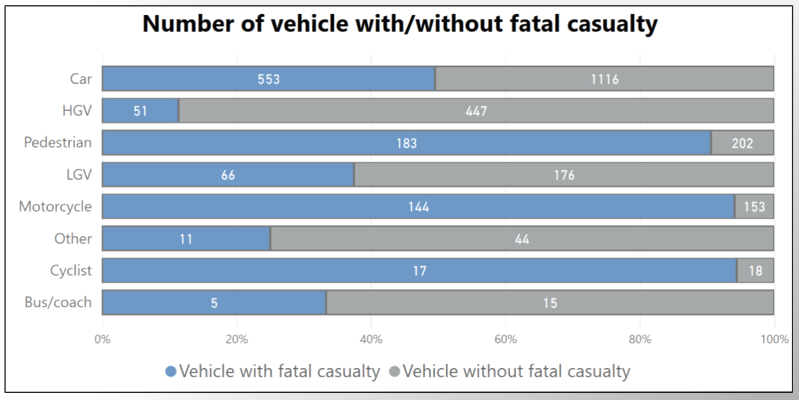 Number of vehicle with/without fatal casualty
Car 553 1116
HGV 51 447
Pedestrian 183 202
LGV 66 176
Motorcycle 144 153
Other 11 44
Cyclist 17 18
Bus/coach 5 15
0% 20% 40% 60% 80% 100%
Vehicle with fatal casualty Vehicle without fatal casualty